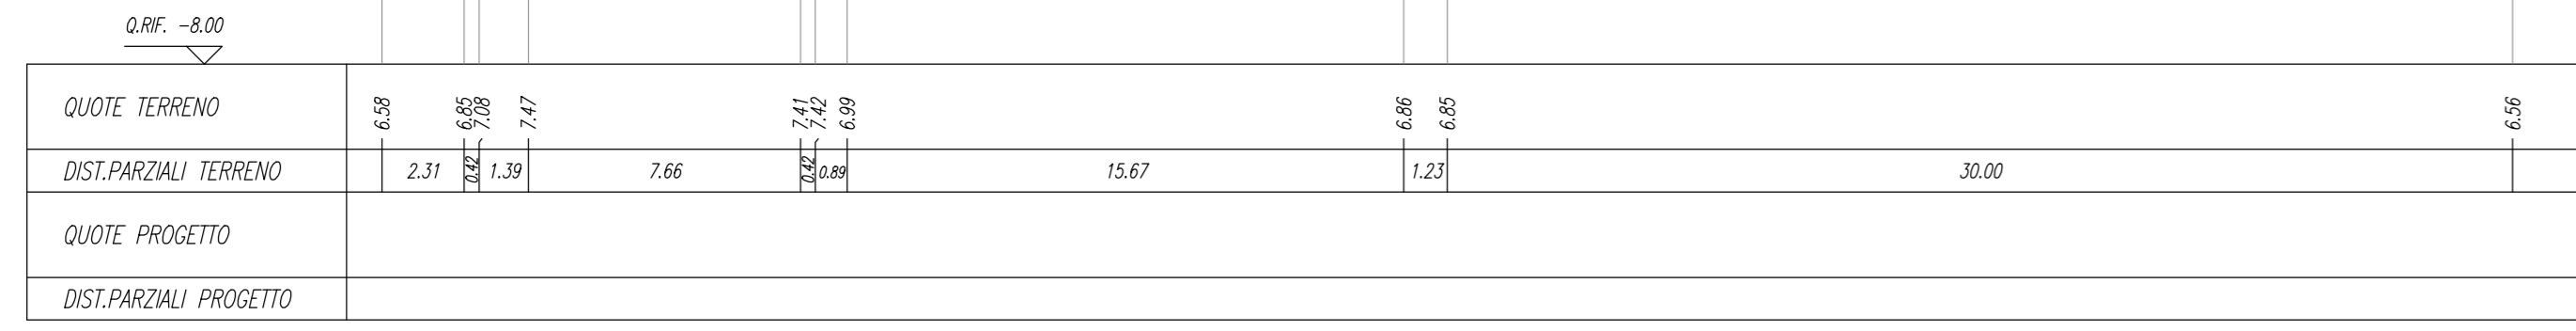 Q.RIF. -8.00
QUOTE TERRENO 6.58 6.85 7.08 7.47 7.41 7.42 6.99 6.86 6.85 6.56
DIST.PARZIALI TERRENO 2.31 0.42 1.39 7.66 0.42 0.89 15.67 1.23 30.00
QUOTE PROGETTO
DIST.PARZIALI PROGETTO